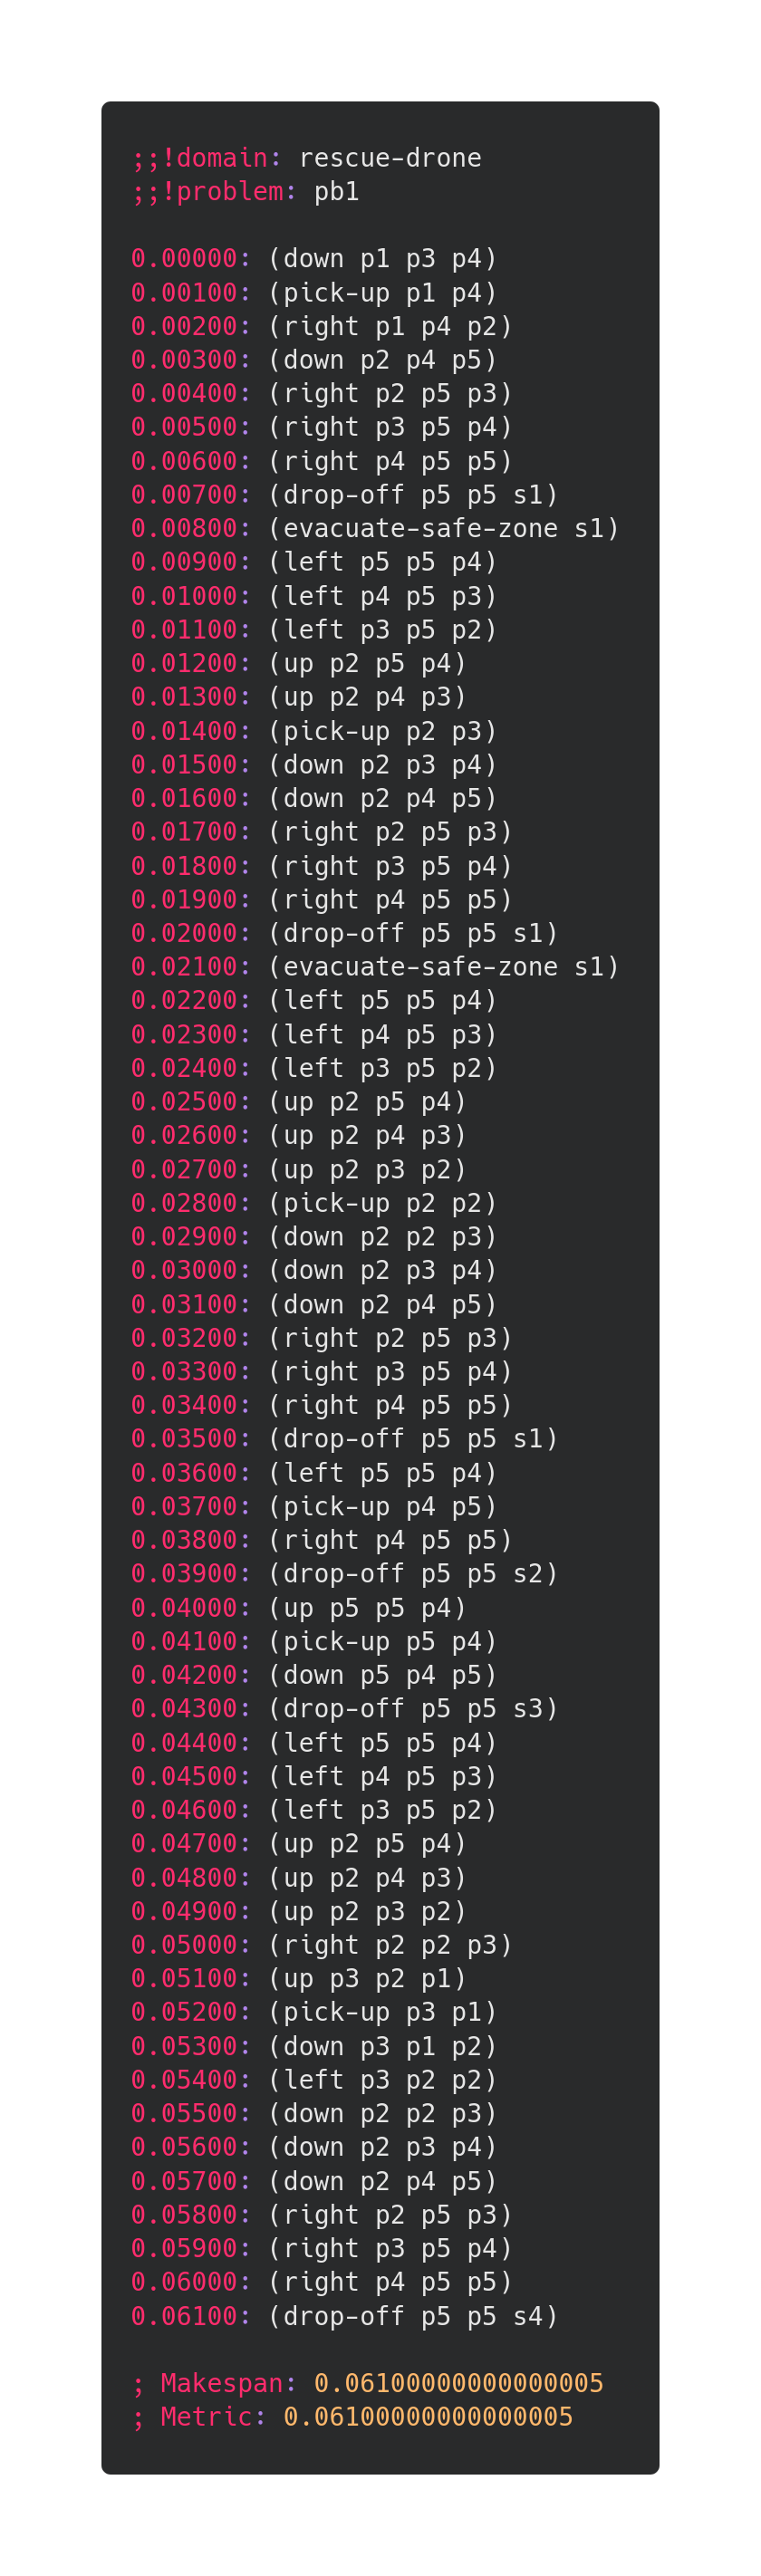 ;;!domain: rescue-drone
;;!problem: pb1
0.00000: (down p1 p3 p4)
0.00100: (pick-up p1 p4)
0.00200: (right p1 p4 p2)
0.00300: (down p2 p4 p5)
0.00400: (right p2 p5 p3)
0.00500: (right p3 p5 p4)
0.00600: (right p4 p5 p5)
0.00700: (drop-off p5 p5 s1)
0.00800: (evacuate-safe-zone s1)
0.00900: (left p5 p5 p4)
0.01000: (left p4 p5 p3)
0.01100: (left p3 p5 p2)
0.01200: (up p2 p5 p4)
0.01300: (up p2 p4 p3)
0.01400: (pick-up p2 p3)
0.01500: (down p2 p3 p4)
0.01600: (down p2 p4 p5)
0.01700: (right p2 p5 p3)
0.01800: (right p3 p5 p4)
0.01900: (right p4 p5 p5)
0.02000: (drop-off p5 p5 s1)
0.02100: (evacuate-safe-zone s1)
0.02200: (left p5 p5 p4)
0.02300: (left p4 p5 p3)
0.02400: (left p3 p5 p2)
0.02500: (up p2 p5 p4)
0.02600: (up p2 p4 p3)
0.02700: (up p2 p3 p2)
0.02800: (pick-up p2 p2)
0.02900: (down p2 p2 p3)
0.03000: (down p2 p3 p4)
0.03100: (down p2 p4 p5)
0.03200: (right p2 p5 p3)
0.03300: (right p3 p5 p4)
0.03400: (right p4 p5 p5)
0.03500: (drop-off p5 p5 s1)
0.03600: (left p5 p5 p4)
0.03700: (pick-up p4 p5)
0.03800: (right p4 p5 p5)
0.03900: (drop-off p5 p5 s2)
0.04000: (up p5 p5 p4)
0.04100: (pick-up p5 p4)
0.04200: (down p5 p4 p5)
0.04300: (drop-off p5 p5 s3)
0.04400: (left p5 p5 p4)
0.04500: (left p4 p5 p3)
0.04600: (left p3 p5 p2)
0.04700: (up p2 p5 p4)
0.04800: (up p2 p4 p3)
0.04900: (up p2 p3 p2)
0.05000: (right p2 p2 p3)
0.05100: (up p3 p2 p1)
0.05200: (pick-up p3 p1)
0.05300: (down p3 p1 p2)
0.05400: (left p3 p2 p2)
0.05500: (down p2 p2 p3)
0.05600: (down p2 p3 p4)
0.05700: (down p2 p4 p5)
0.05800: (right p2 p5 p3)
0.05900: (right p3 p5 p4)
0.06000: (right p4 p5 p5)
0.06100: (drop-off p5 p5 s4)
; Makespan: 0.06100000000000005
; Metric: 0.06100000000000005